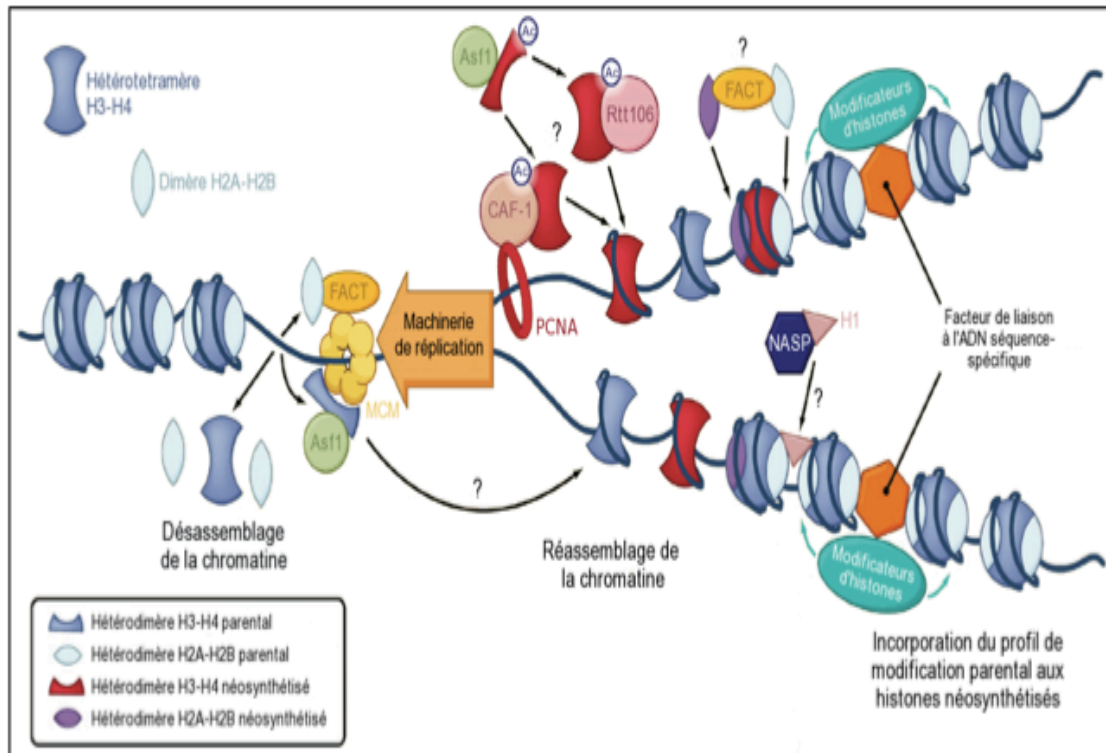 Hétérotetramère
H3-H4
Dimère H2A-H2B
Asf1
Ac
Ac
Rtt106
?
Ac
CAF-1
PCNA
?
FACT
Modificateurs
d'histones
FACT
MCM
Asf1
Machinerie
de réplication
NASP
H1
?
Facteur de liaison
à l'ADN séquence-
spécifique
?
Désassemblage
de la chromatine
Réassemblage de
la chromatine
Modificateurs
d'histones
Incorporation du profil de
modification parental aux
histones néosynthétisés
Hétérodimère H3-H4 parental
Hétérodimère H2A-H2B parental
Hétérodimère H3-H4 néosynthétisé
Hétérodimère H2A-H2B néosynthétisé